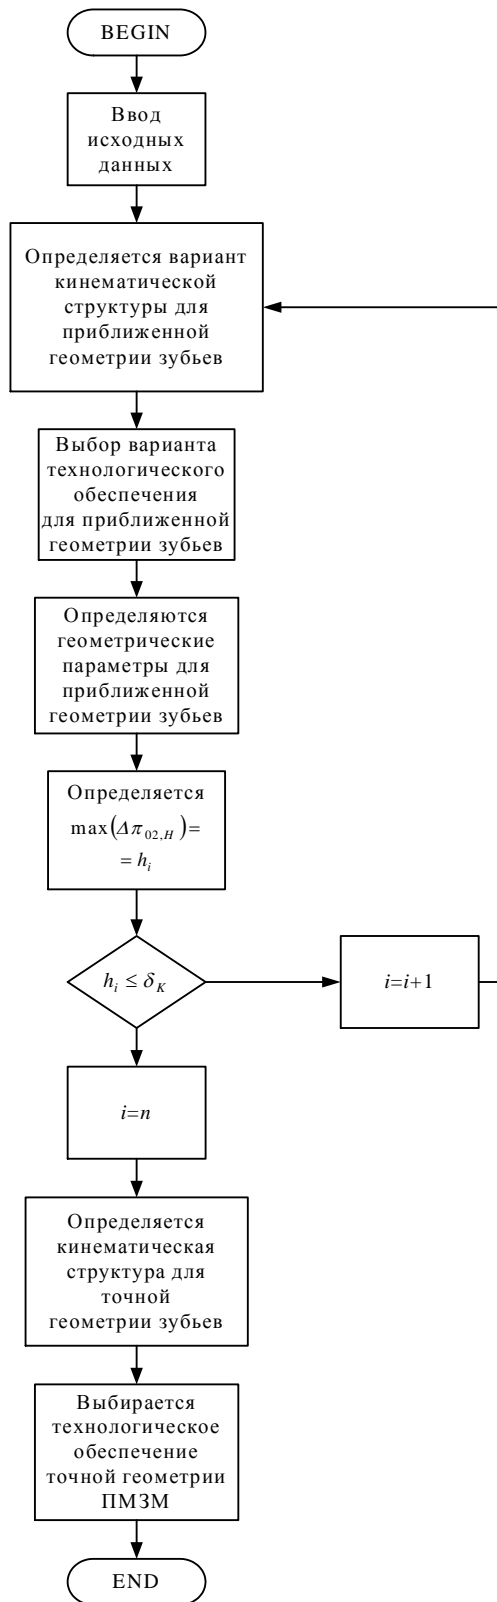 BEGIN
Ввод
исходных
данных
Определяется вариант
кинематической
структуры для
приближенной
геометрии зубьев
Выбор варианта
технологического
обеспечения
для приближенной
геометрии зубьев
Определяются
геометрические
параметры для
приближенной
геометрии зубьев
Определяется
max(Δπ₀₂,H)=
= hᵢ
hᵢ ≤ δ_K
i=i+1
i=n
Определяется
кинематическая
структура для
точной
геометрии зубьев
Выбирается
технологическое
обеспечение
точной геометрии
ПМЗМ
END